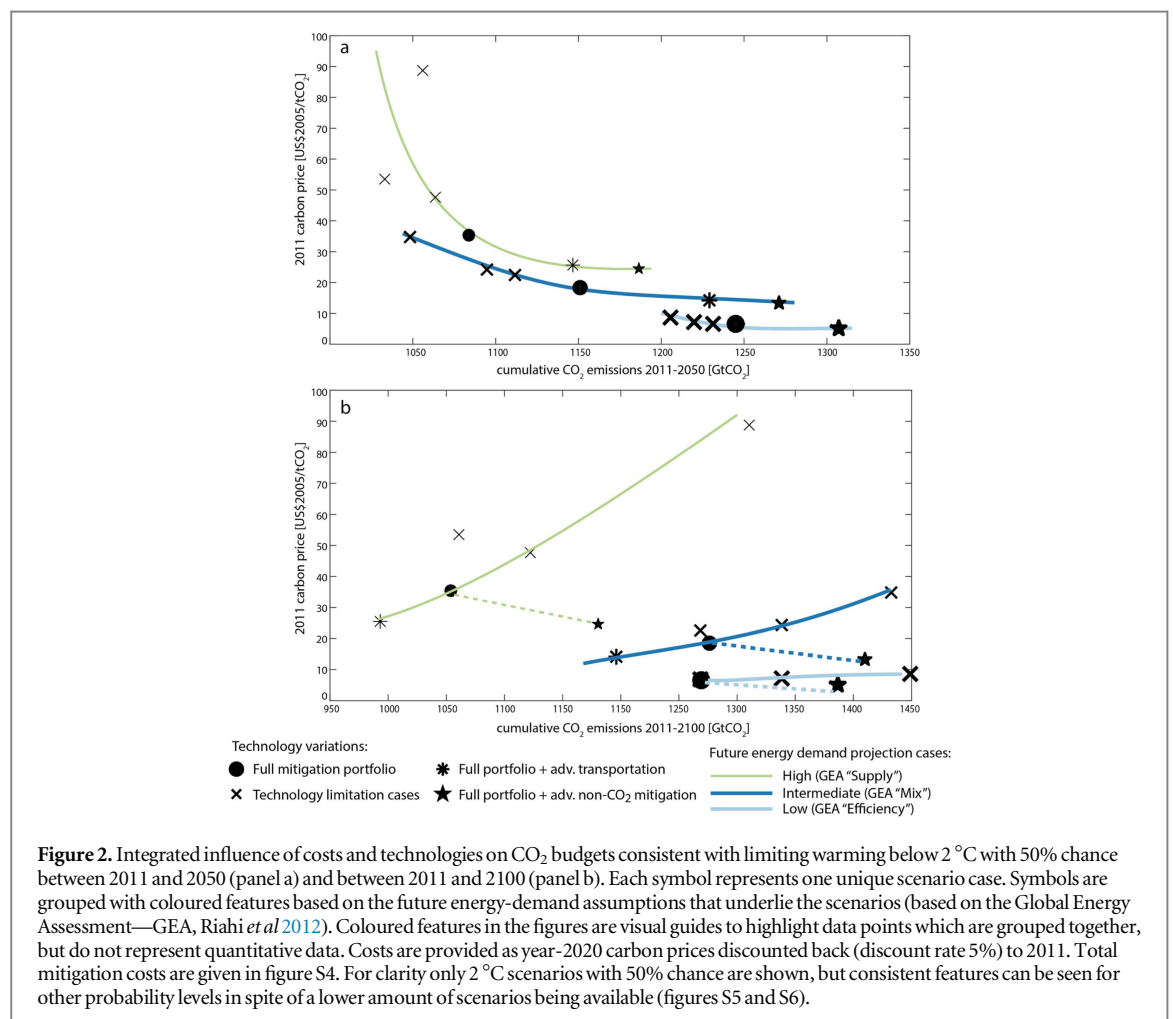 100
90
80
70
60
50
40
30
20
10
0
a
2011 carbon price [US$2005/tCO₂]
1050 1100 1150 1200 1250 1300 1350
cumulative CO₂ emissions 2011-2050 [GtCO₂]
100
90
80
70
60
50
40
30
20
10
0
b
2011 carbon price [US$2005/tCO₂]
950 1000 1050 1100 1150 1250 1300 1350 1400 1450
cumulative CO₂ emissions 2011-2100 [GtCO₂]
Technology variations:
Full mitigation portfolio
Full portfolio + adv. transportation
Technology limitation cases
Full portfolio + adv. non-CO₂ mitigation
Future energy demand projection cases:
High (GEA “Supply”)
Intermediate (GEA “Mix”)
Low (GEA “Efficiency”)
Figure 2. Integrated influence of costs and technologies on CO₂ budgets consistent with limiting warming below 2 °C with 50% chance
between 2011 and 2050 (panel a) and between 2011 and 2100 (panel b). Each symbol represents one unique scenario case. Symbols are
grouped with coloured features based on the future energy-demand assumptions that underlie the scenarios (based on the Global Energy
Assessment—GEA, Riahi et al 2012). Coloured features in the figures are visual guides to highlight data points which are grouped together,
but do not represent quantitative data. Costs are provided as year-2020 carbon prices discounted back (discount rate 5%) to 2011. Total
mitigation costs are given in figure S4. For clarity only 2 °C scenarios with 50% chance are shown, but consistent features can be seen for
other probability levels in spite of a lower amount of scenarios being available (figures S5 and S6).